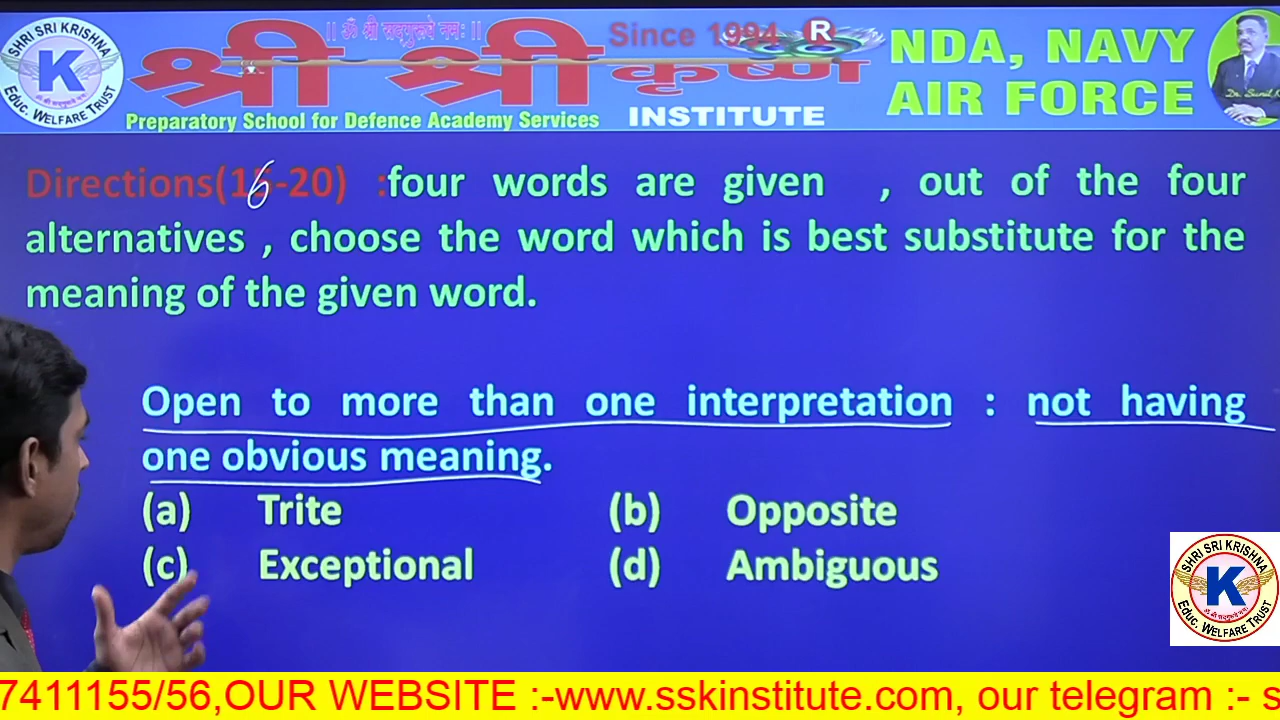 || ॐ श्री सद्गुरूवे नमः ||
Since 1994 R
SHRI SRI KRISHNA
K
Educ. WELFARE TRUST
श्री श्री कृष्ण
INSTITUTE
Preparatory School for Defence Academy Services
NDA, NAVY
AIR FORCE
Directions(16-20) :four words are given , out of the four
alternatives , choose the word which is best substitute for the
meaning of the given word.
Open to more than one interpretation : not having
one obvious meaning.
(a) Trite (b) Opposite
(c) Exceptional (d) Ambiguous
SHRI SRI KRISHNA
K
Educ. WELFARE TRUST
7411155/56,OUR WEBSITE :-www.sskinstitute.com, our telegram :- s